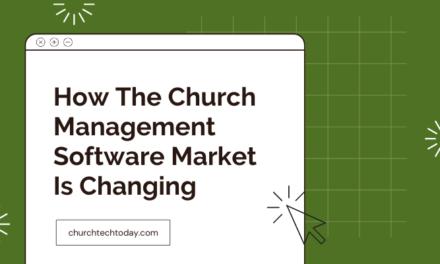 How The Church
Management
Software Market
Is Changing
churchtechtoday.com